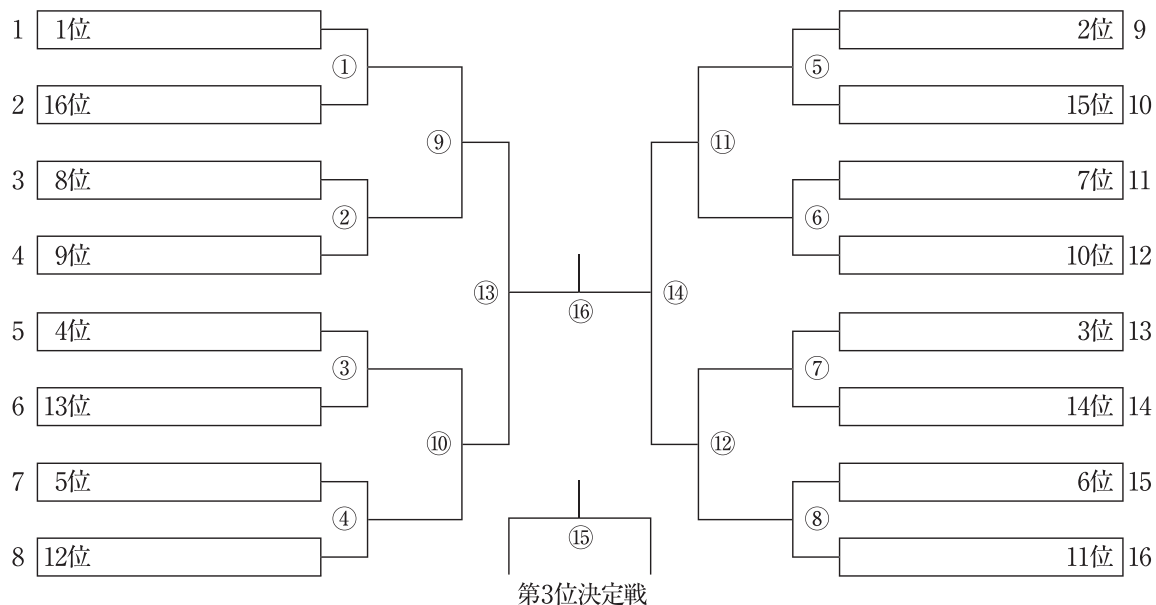 1 1位
①
2 16位
⑨
3 8位
②
4 9位
⑬
5 4位
③
6 13位
⑩
7 5位
④
8 12位
⑯
⑮
第3位決定戦
2位 9
⑤
15位 10
⑪
7位 11
⑥
10位 12
⑭
3位 13
⑦
14位 14
⑫
6位 15
⑧
11位 16